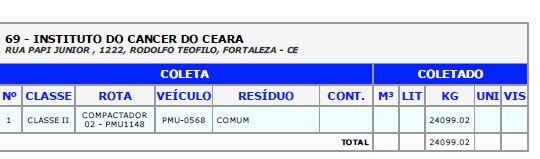 69 - INSTITUTO DO CANCER DO CEARA
RUA PAPI JUNIOR , 1222, RODOLFO TEOFILO, FORTALEZA - CE
COLETA COLETADO
Nº CLASSE ROTA VEÍCULO RESÍDUO CONT. M³ LIT KG UNI VIS
1 CLASSE II COMPACTADOR 02 - PMU1148 PMU-0568 COMUM 24099.02
TOTAL 24099.02